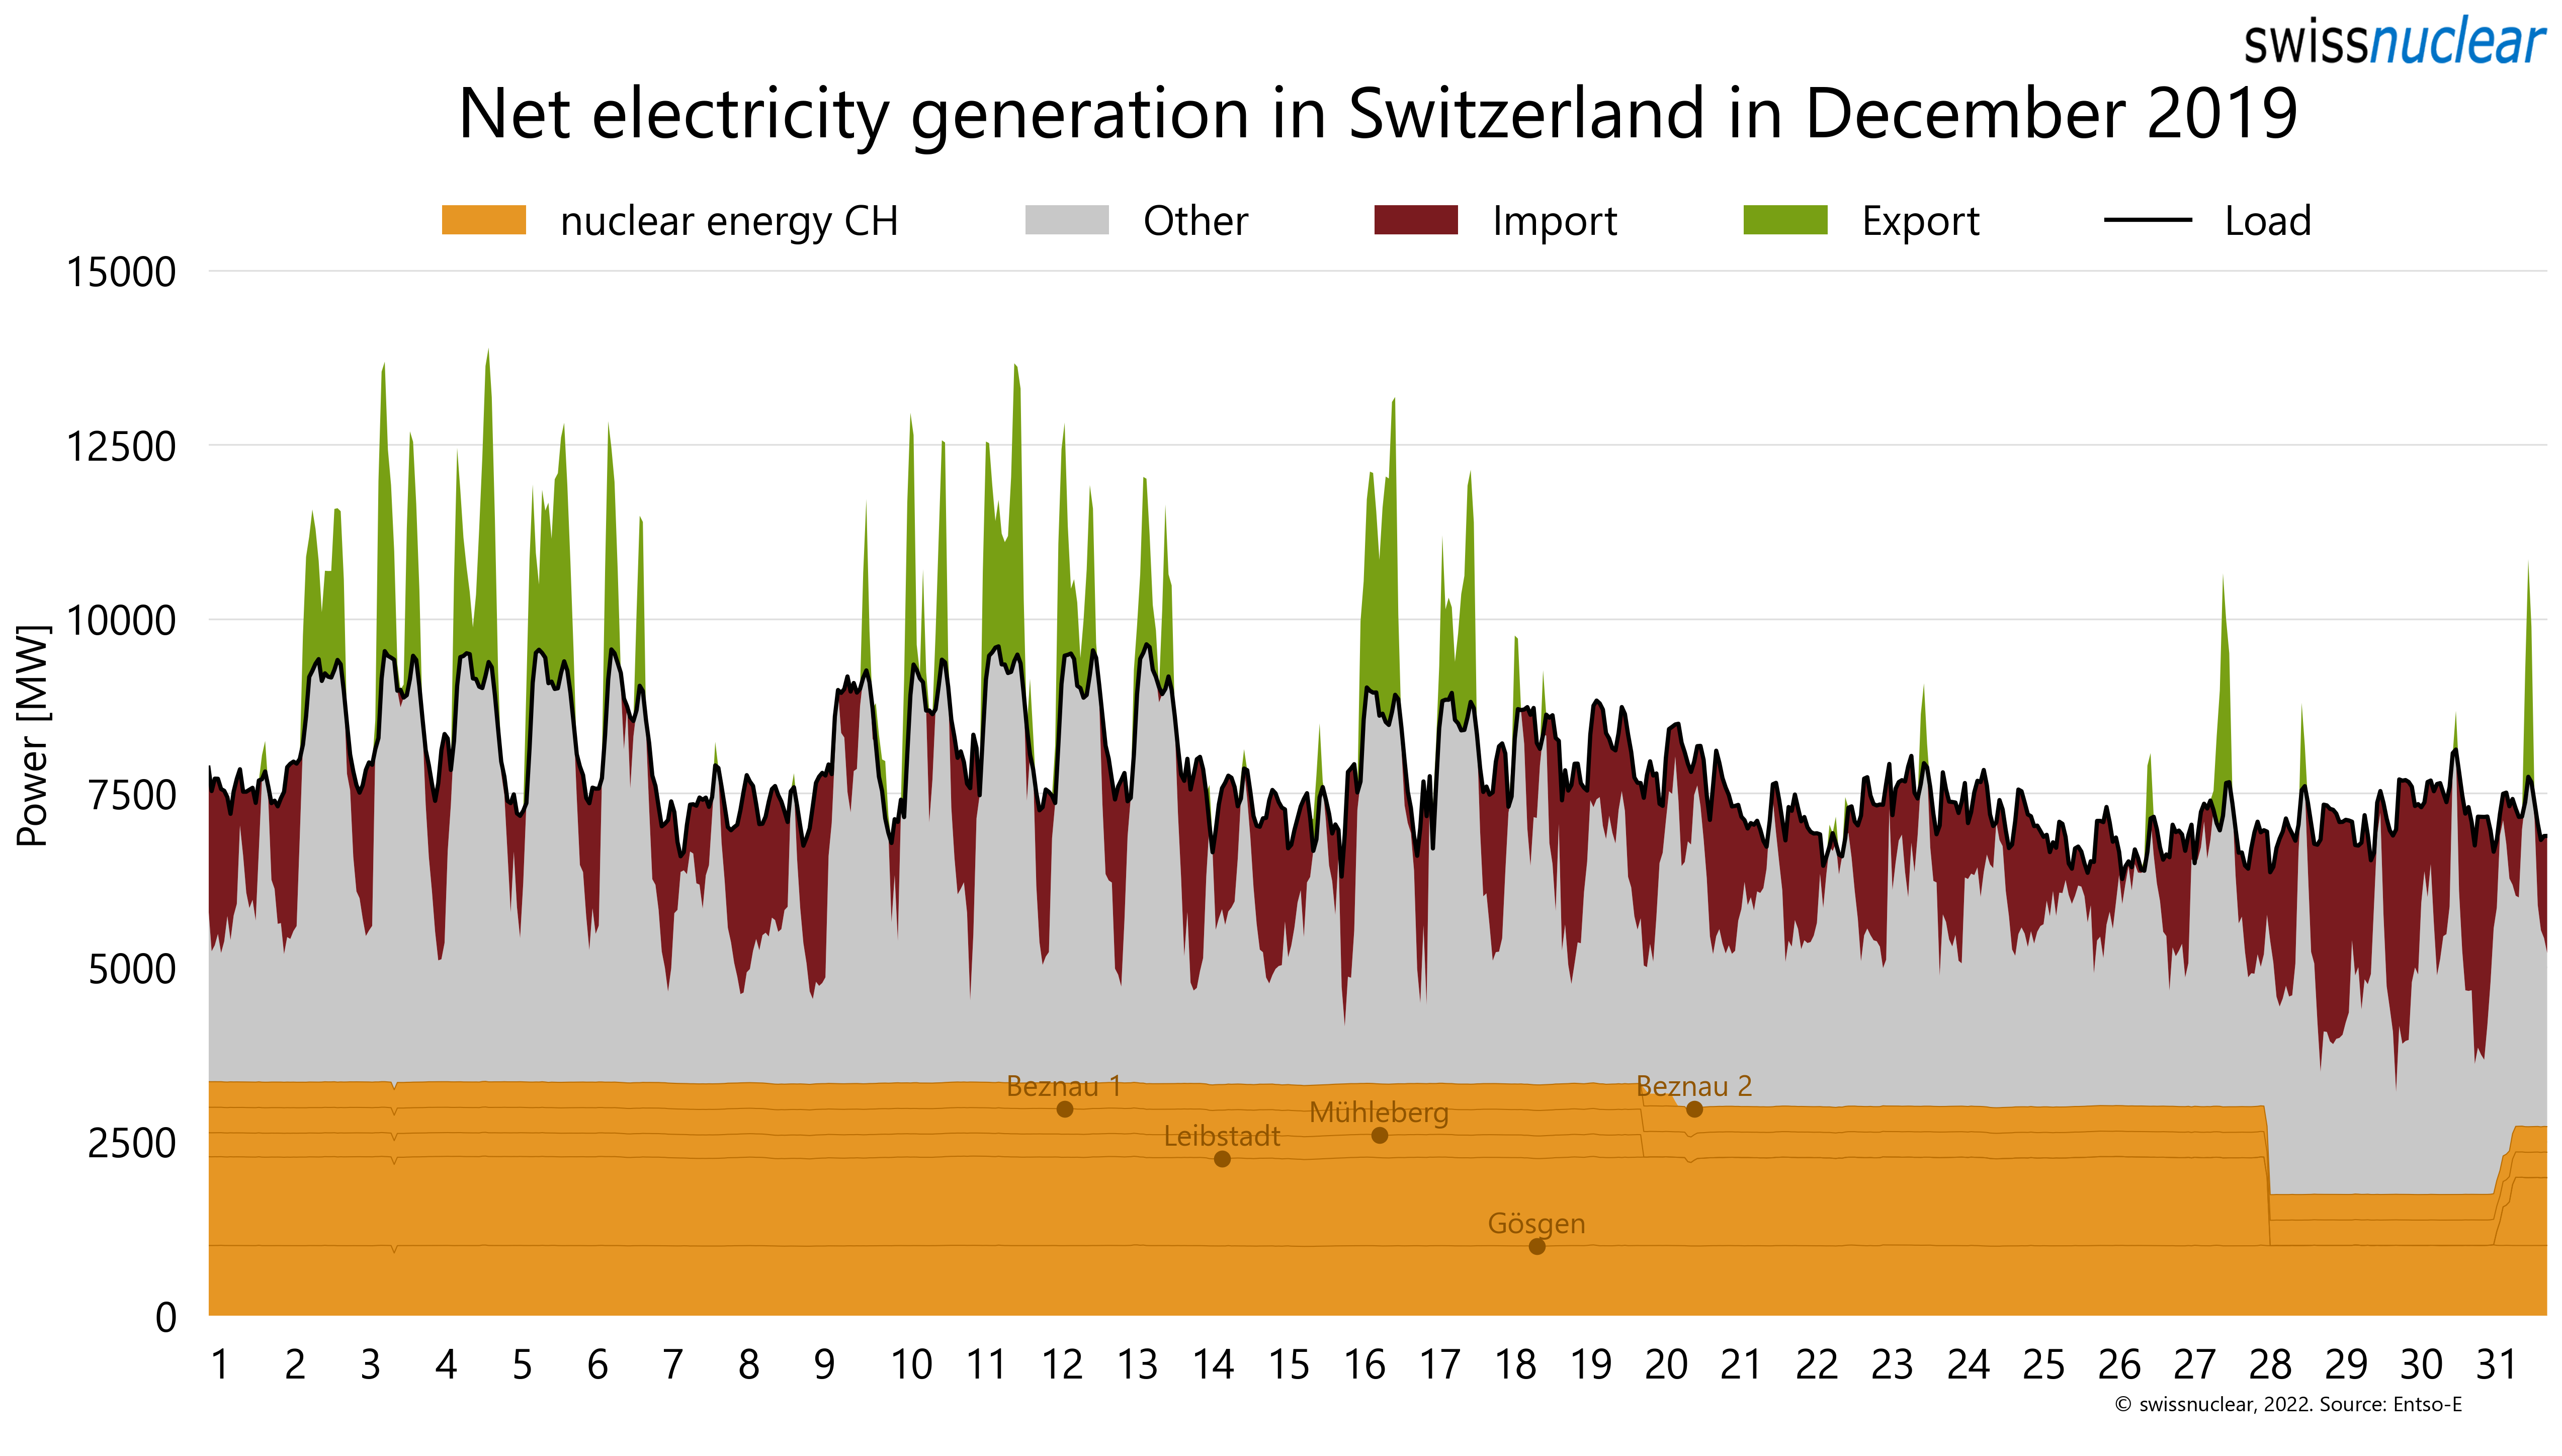 swissnuclear
Net electricity generation in Switzerland in December 2019
nuclear energy CH Other Import Export Load
Power [MW]
15000
12500
10000
7500
5000
2500
0
Beznau 1
Beznau 2
Mühleberg
Leibstadt
Gösgen
1 2 3 4 5 6 7 8 9 10 11 12 13 14 15 16 17 18 19 20 21 22 23 24 25 26 27 28 29 30 31
© swissnuclear, 2022. Source: Entso-E